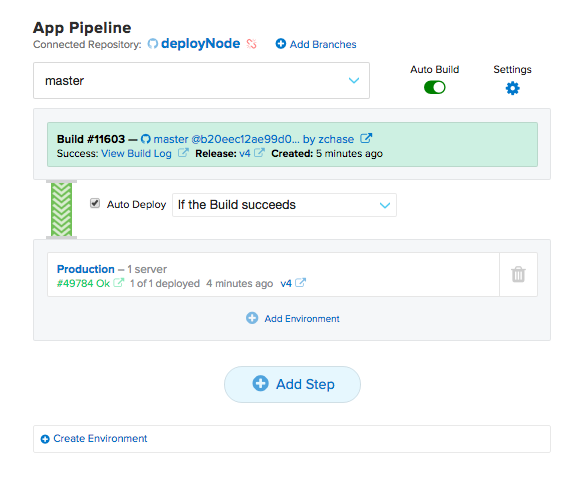 App Pipeline
Connected Repository: deployNode Add Branches
master
Auto Build
Settings
Build #11603 — master @b20eec12ae99d0... by zchase
Success: View Build Log Release: v4 Created: 5 minutes ago
Auto Deploy If the Build succeeds
Production – 1 server
#49784 Ok 1 of 1 deployed 4 minutes ago v4
Add Environment
Add Step
Create Environment